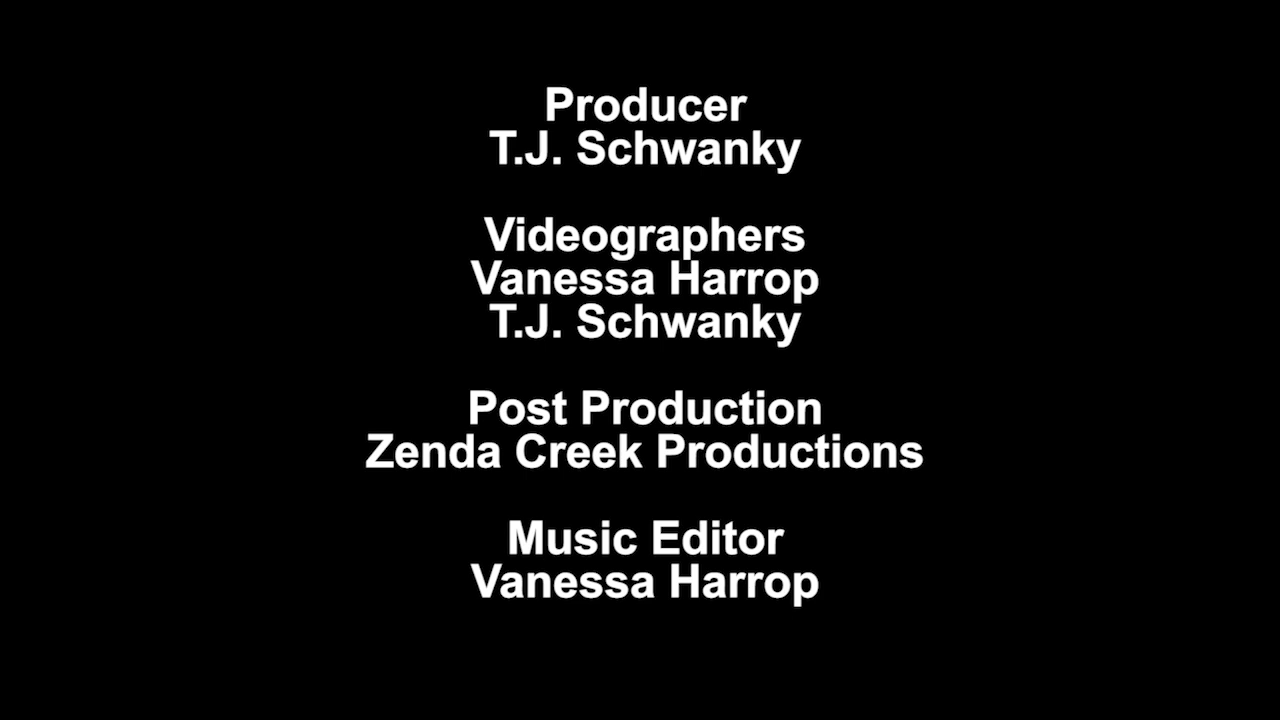 Producer
T.J. Schwanky
Videographers
Vanessa Harrop
T.J. Schwanky
Post Production
Zenda Creek Productions
Music Editor
Vanessa Harrop